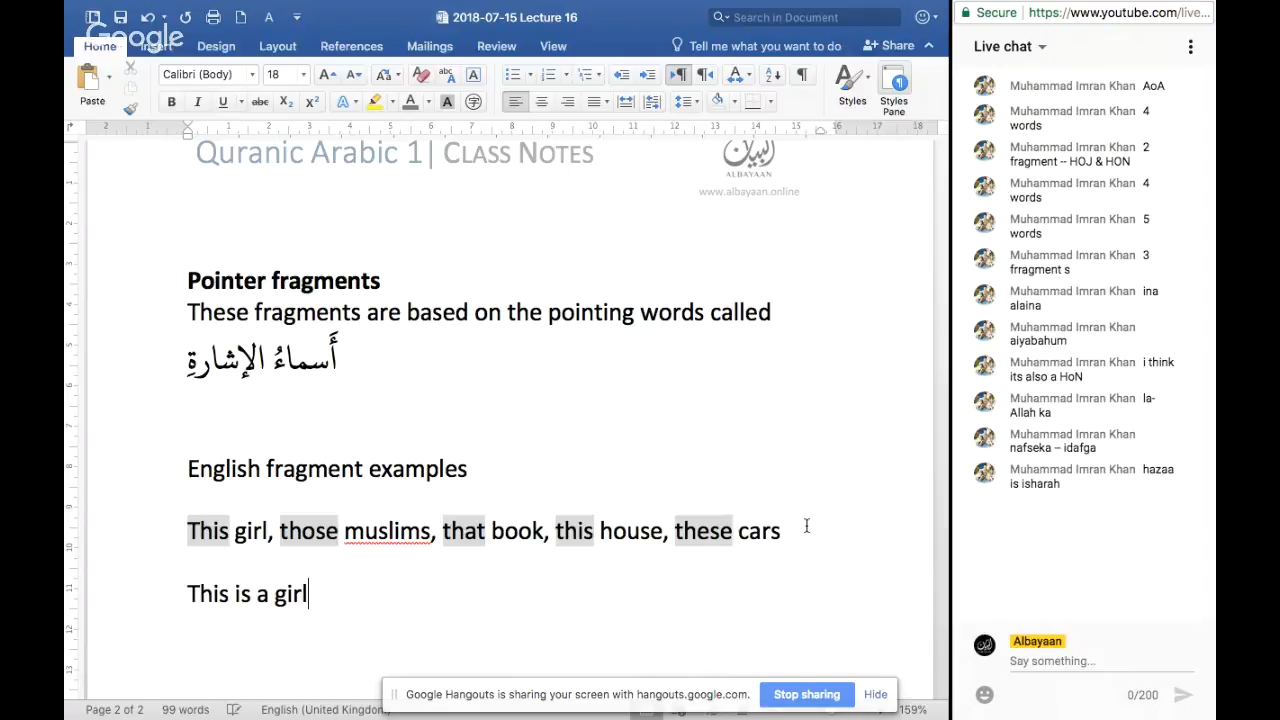 2018-07-15 Lecture 16
Search in Document
Google
Home
Insert
Design
Layout
References
Mailings
Review
View
Tell me what you want to do
Share
Paste
Calibri (Body)
18
Styles
Styles Pane
Quranic Arabic 1| CLASS NOTES
البيان
ALBAYAAN
www.albayaan.online
Pointer fragments
These fragments are based on the pointing words called
أَسماءُ الإشارةِ
English fragment examples
This girl, those muslims, that book, this house, these cars
This is a girl
Google Hangouts is sharing your screen with hangouts.google.com.
Stop sharing
Hide
Page 2 of 2
99 words
English (United Kingdom)
159%
Secure
https://www.youtube.com/live...
Live chat
Muhammad Imran Khan AoA
Muhammad Imran Khan 4
words
Muhammad Imran Khan 2
fragment -- HOJ & HON
Muhammad Imran Khan 4
words
Muhammad Imran Khan 5
words
Muhammad Imran Khan 3
frragment s
Muhammad Imran Khan ina
alaina
Muhammad Imran Khan
aiyabahum
Muhammad Imran Khan i think
its also a HoN
Muhammad Imran Khan la-
Allah ka
Muhammad Imran Khan
nafseka – idafga
Muhammad Imran Khan hazaa
is isharah
Albayaan
Say something...
0/200